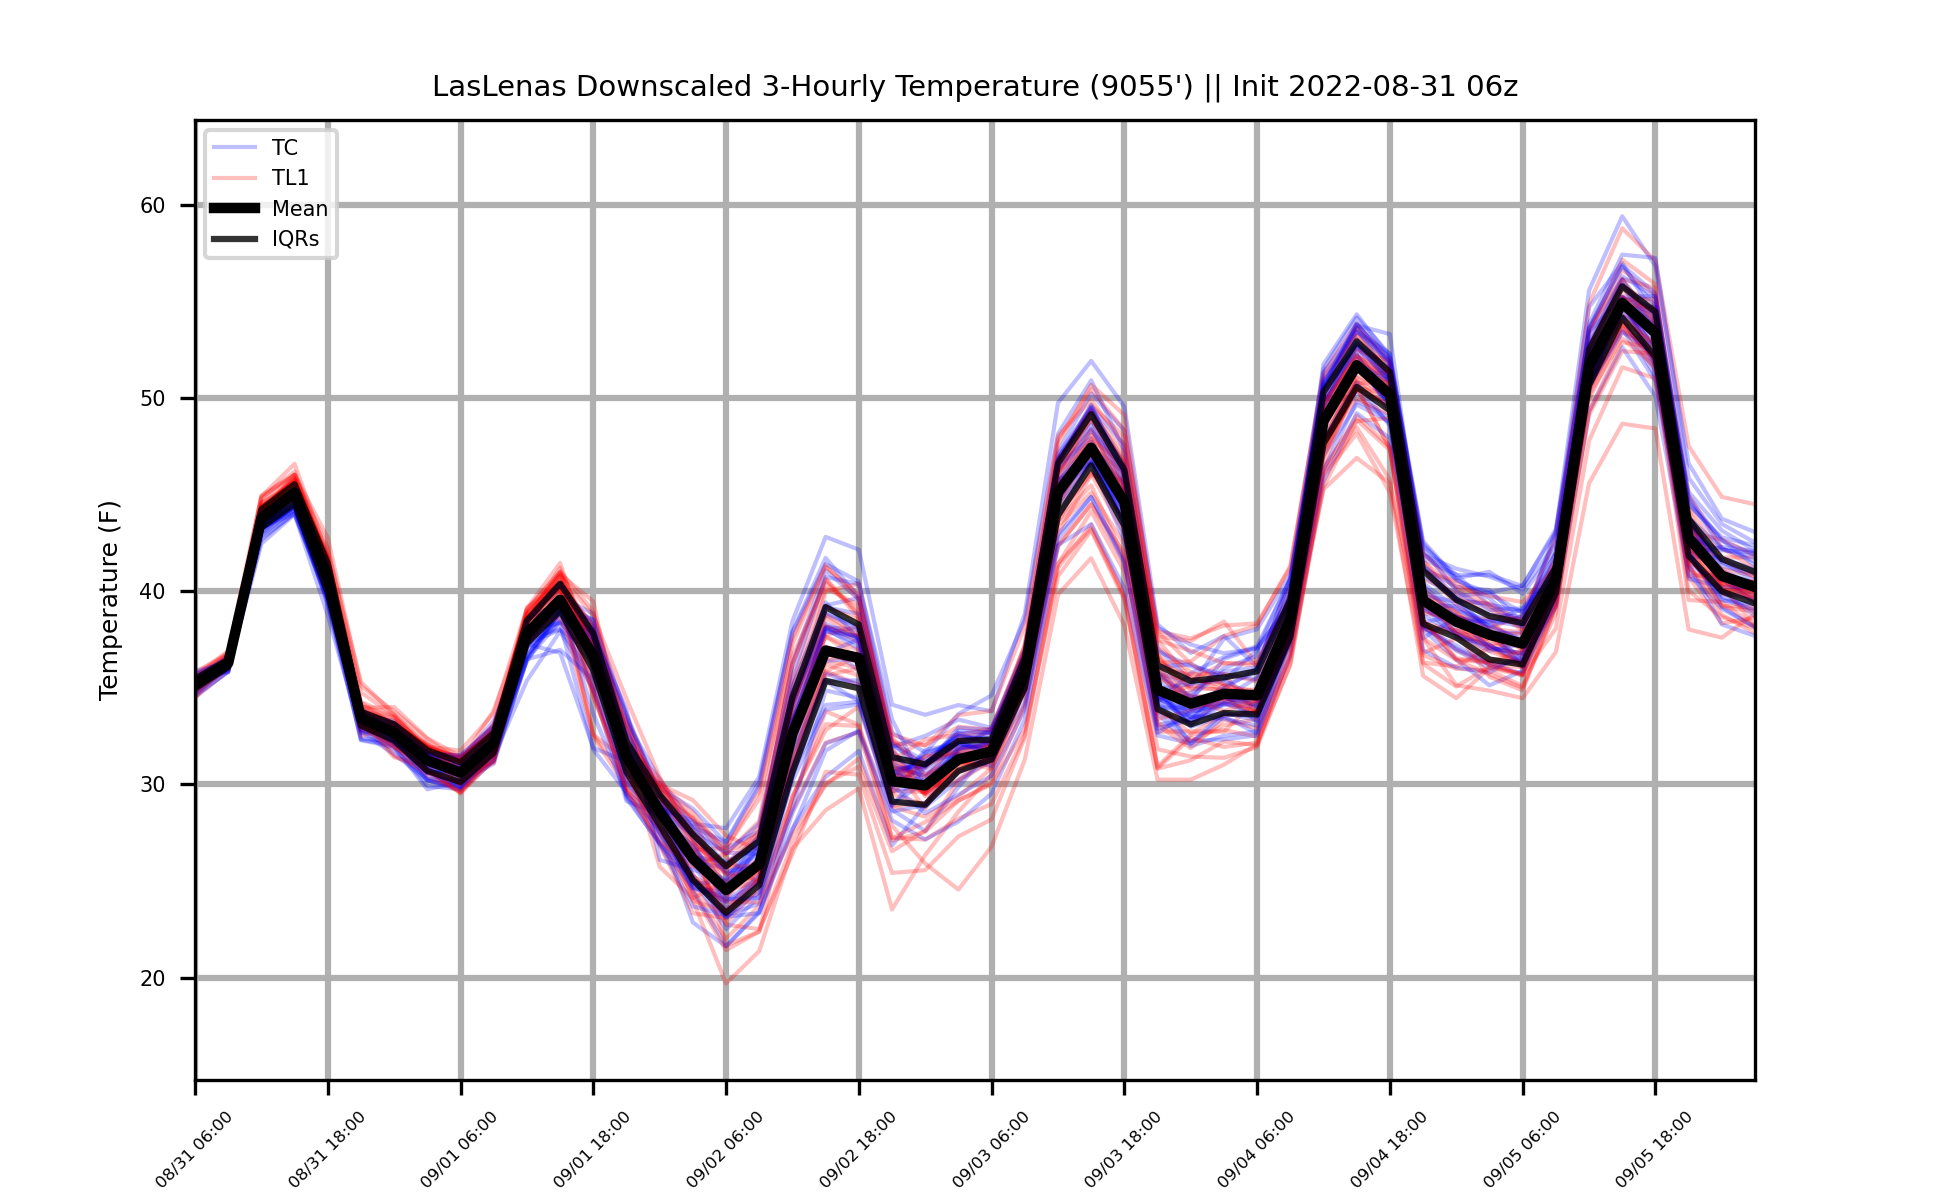 LasLenas Downscaled 3-Hourly Temperature (9055') || Init 2022-08-31 06z
TC
TL1
Mean
IQRs
Temperature (F)
60
50
40
30
20
08/31 06:00
08/31 18:00
09/01 06:00
09/01 18:00
09/02 06:00
09/02 18:00
09/03 06:00
09/03 18:00
09/04 06:00
09/04 18:00
09/05 06:00
09/05 18:00